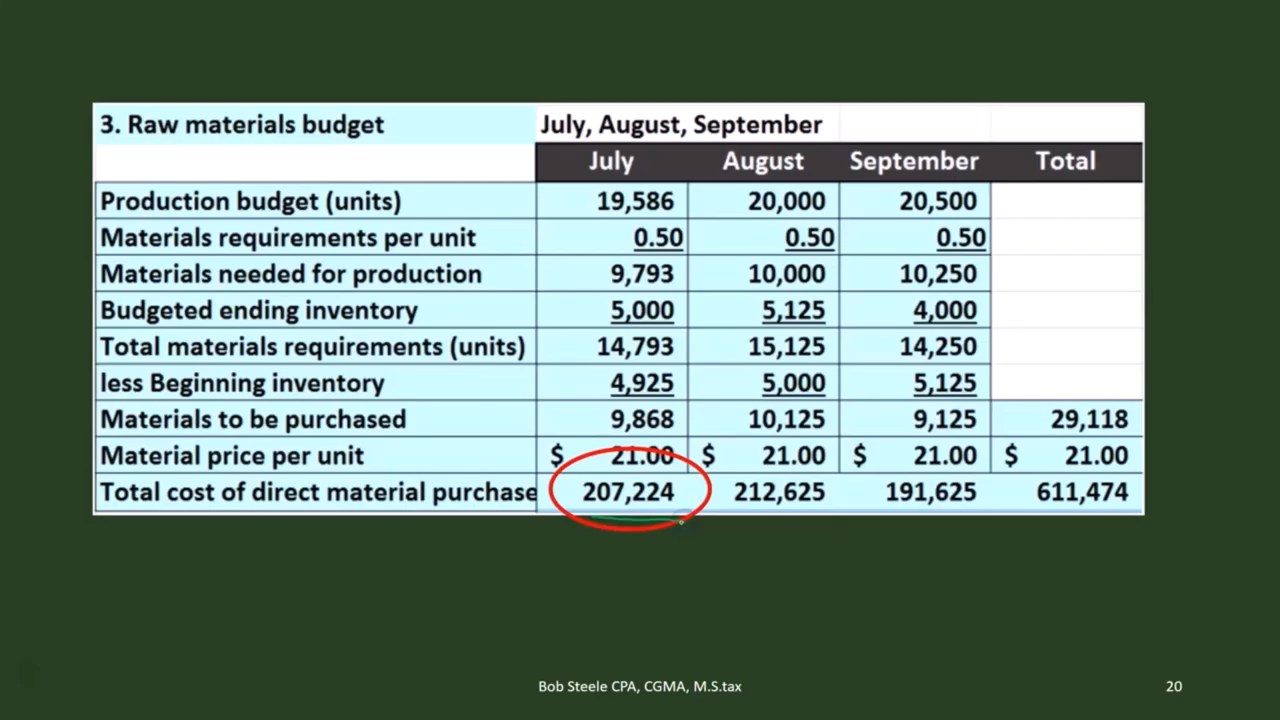 3. Raw materials budget July, August, September
July August September Total
Production budget (units) 19,586 20,000 20,500
Materials requirements per unit 0.50 0.50 0.50
Materials needed for production 9,793 10,000 10,250
Budgeted ending inventory 5,000 5,125 4,000
Total materials requirements (units) 14,793 15,125 14,250
less Beginning inventory 4,925 5,000 5,125
Materials to be purchased 9,868 10,125 9,125 29,118
Material price per unit $ 21.00 $ 21.00 $ 21.00 $ 21.00
Total cost of direct material purchase 207,224 212,625 191,625 611,474
Bob Steele CPA, CGMA, M.S.tax 20